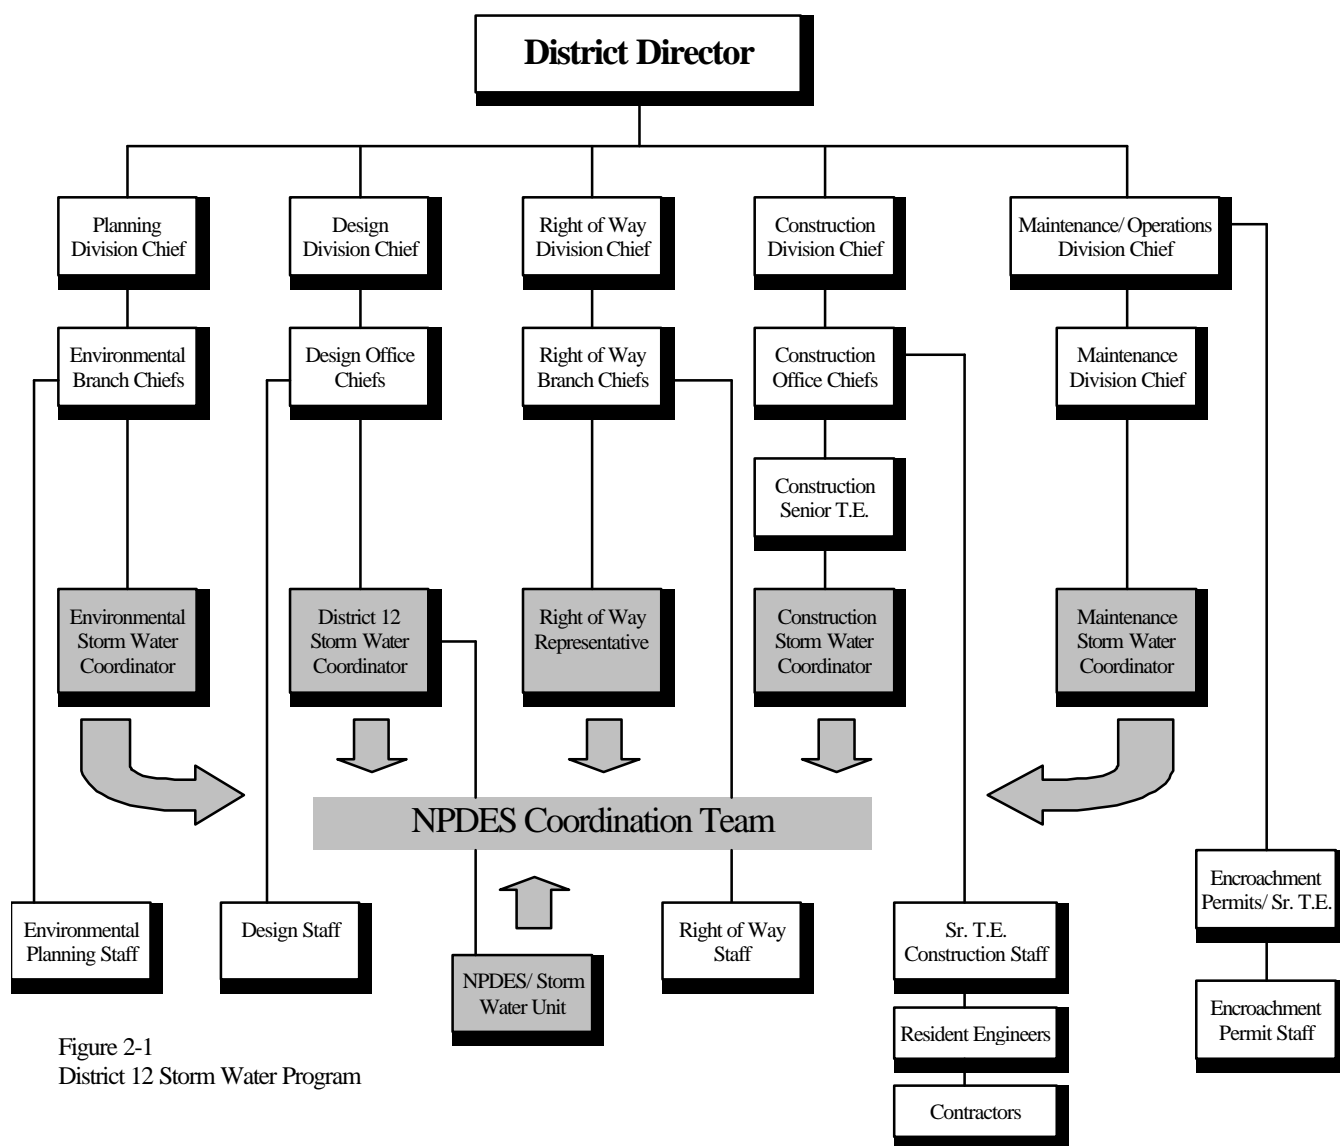 District Director
Planning
Division Chief
Design
Division Chief
Right of Way
Division Chief
Construction
Division Chief
Maintenance/ Operations
Division Chief
Environmental
Branch Chiefs
Design Office
Chiefs
Right of Way
Branch Chiefs
Construction
Office Chiefs
Maintenance
Division Chief
Construction
Senior T.E.
Environmental
Storm Water
Coordinator
District 12
Storm Water
Coordinator
Right of Way
Representative
Construction
Storm Water
Coordinator
Maintenance
Storm Water
Coordinator
NPDES Coordination Team
Encroachment
Permits/ Sr. T.E.
Environmental
Planning Staff
Design Staff
Right of Way
Staff
Sr. T.E.
Construction Staff
NPDES/ Storm
Water Unit
Encroachment
Permit Staff
Resident Engineers
Contractors
Figure 2-1
District 12 Storm Water Program